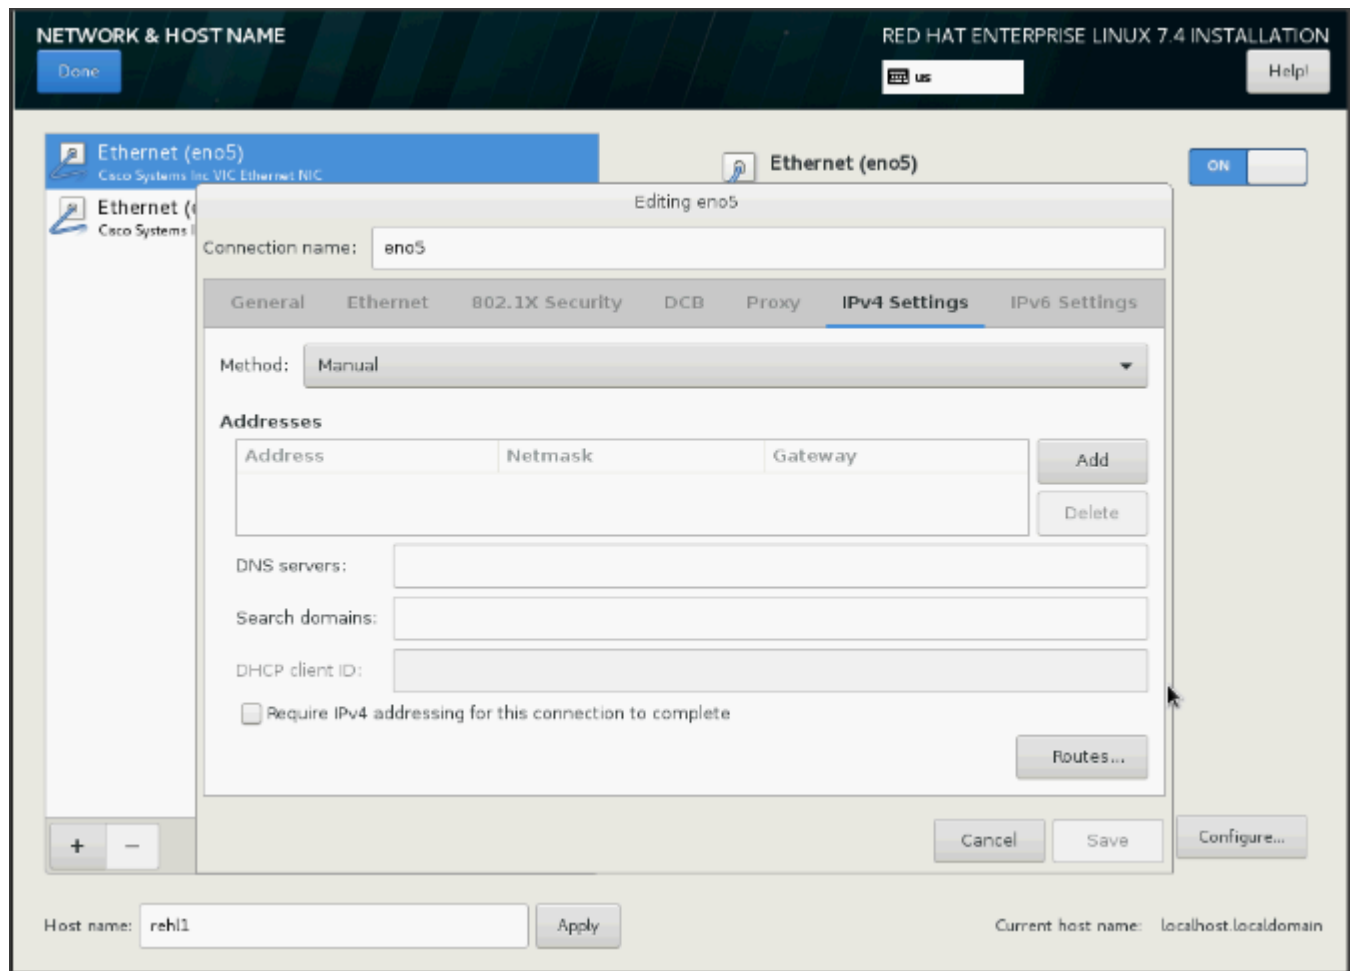 NETWORK & HOST NAME
RED HAT ENTERPRISE LINUX 7.4 INSTALLATION
Done
us
Help!
Ethernet (eno5)
Cisco Systems Inc VIC Ethernet NIC
Ethernet (eno5)
ON
Ethernet (e
Cisco Systems I
Editing eno5
Connection name: eno5
General Ethernet 802.1X Security DCB Proxy IPv4 Settings IPv6 Settings
Method: Manual
Addresses
Address Netmask Gateway
Add
Delete
DNS servers:
Search domains:
DHCP client ID:
Require IPv4 addressing for this connection to complete
Routes...
+ −
Cancel Save Configure...
Host name: rehl1 Apply Current host name: localhost.localdomain